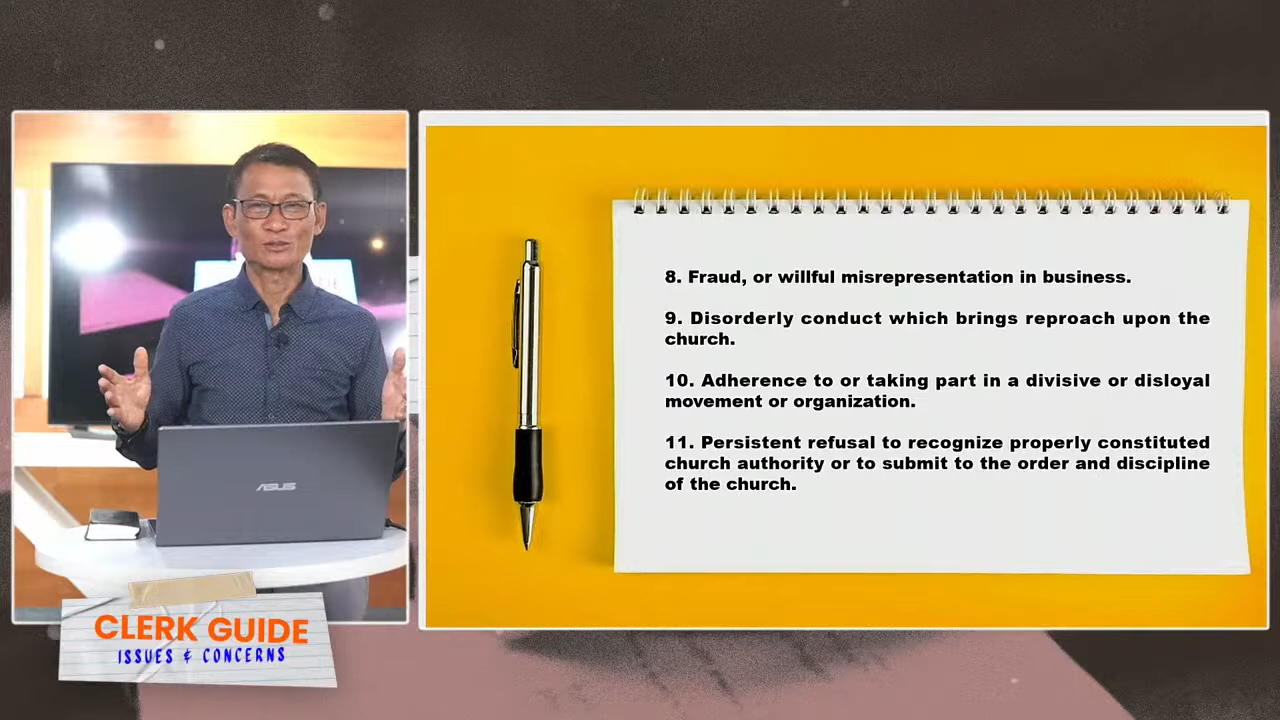 8. Fraud, or willful misrepresentation in business.
9. Disorderly conduct which brings reproach upon the
church.
10. Adherence to or taking part in a divisive or disloyal
movement or organization.
11. Persistent refusal to recognize properly constituted
church authority or to submit to the order and discipline
of the church.
ASUS
CLERK GUIDE
ISSUES & CONCERNS